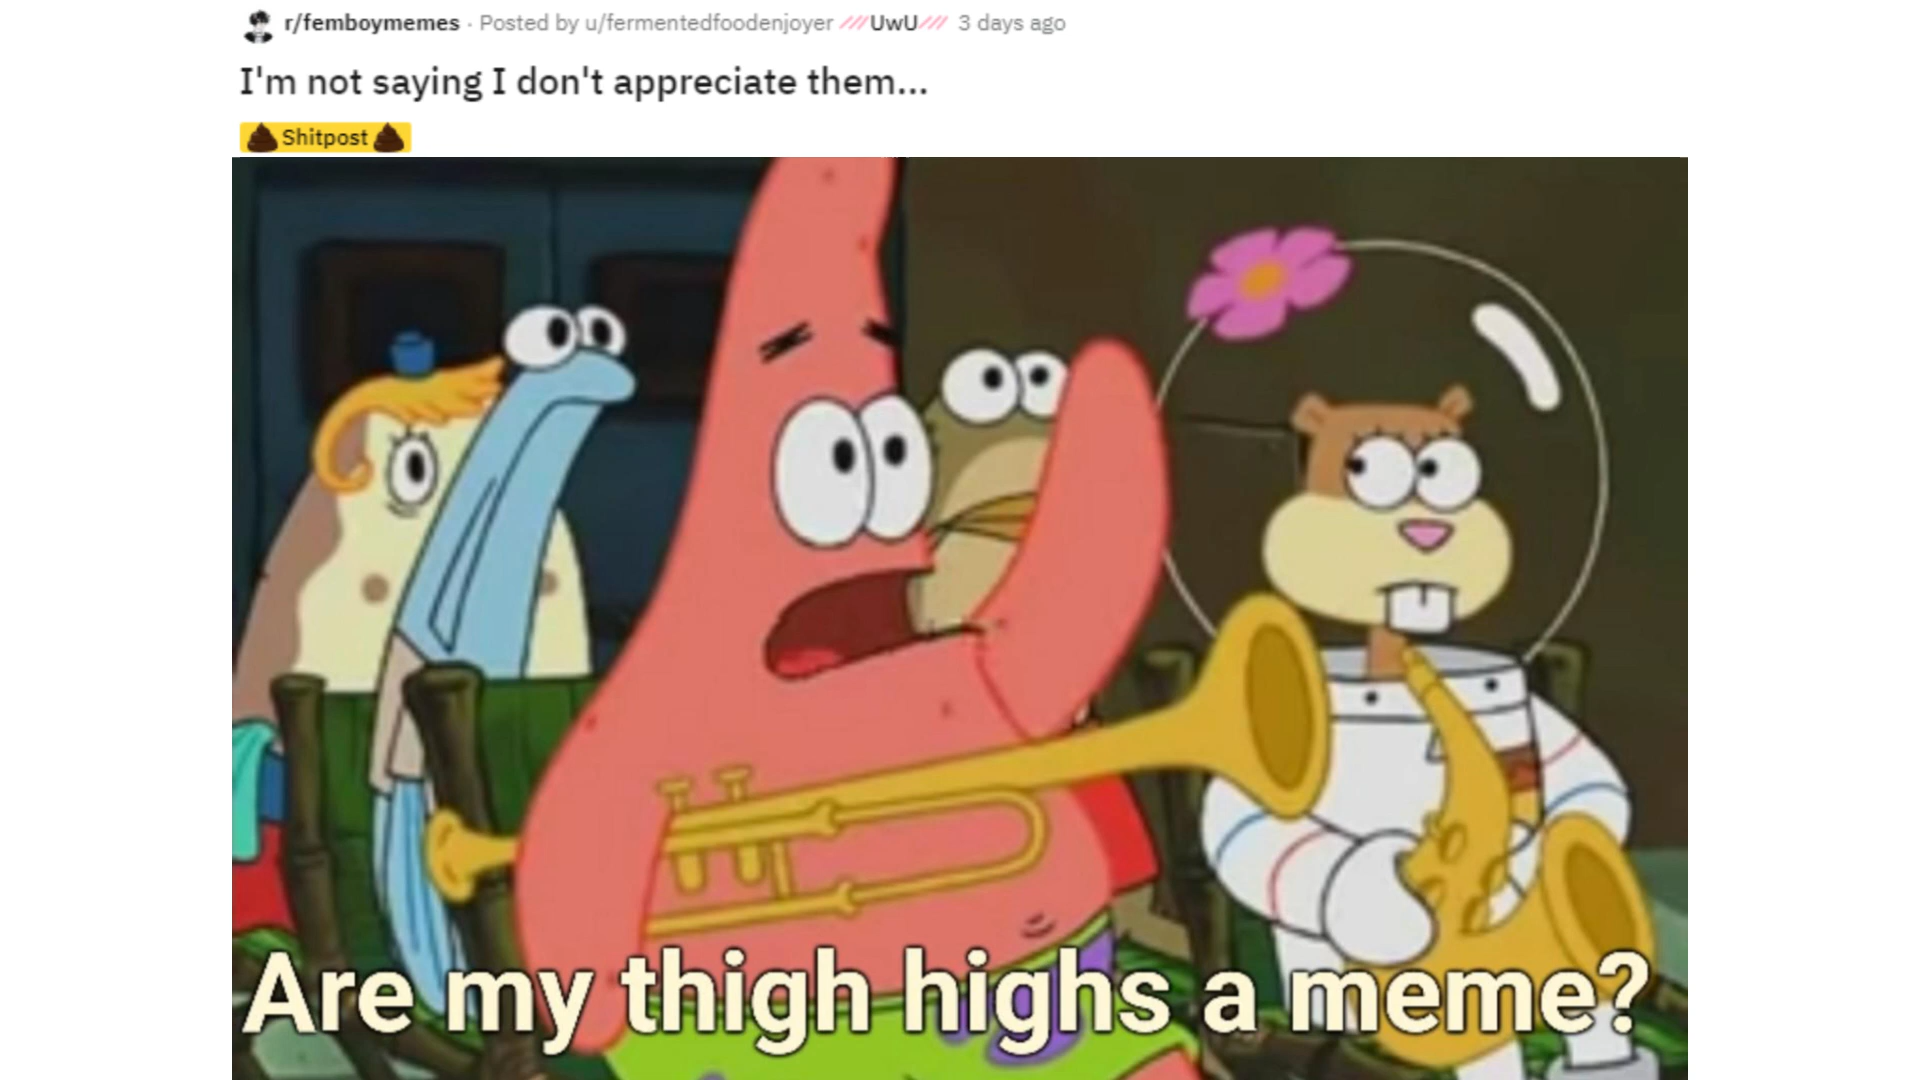 r/femboymemes · Posted by u/fermentedfoodenjoyer ///UwU/// 3 days ago
I'm not saying I don't appreciate them...
💩Shitpost💩
Are my thigh highs a meme?